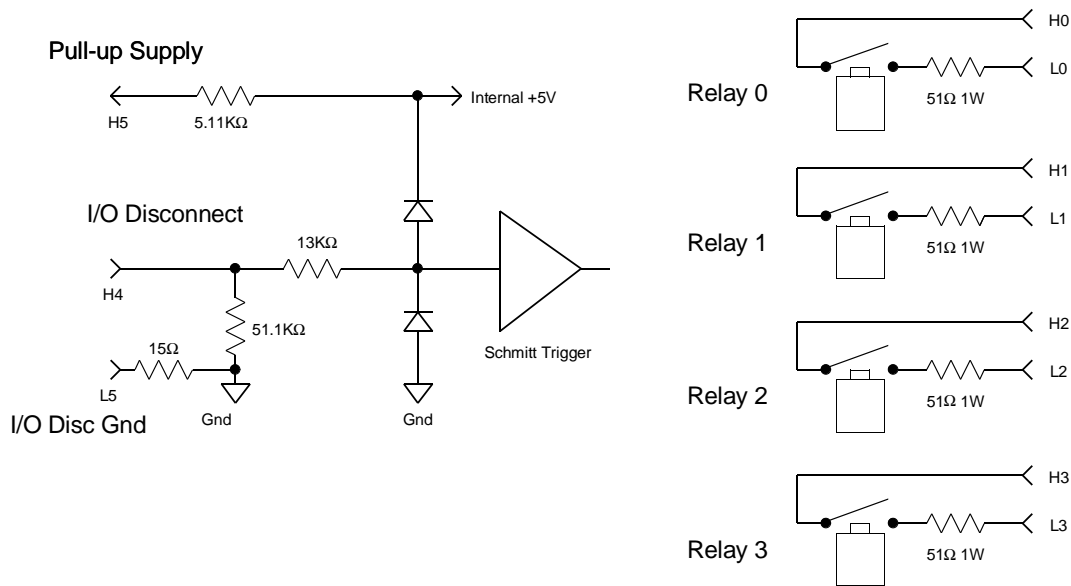 Pull-up Supply
H5
5.11KΩ
Internal +5V
I/O Disconnect
H4
13KΩ
51.1KΩ
Schmitt Trigger
15Ω
L5
I/O Disc Gnd
Gnd
Gnd
Relay 0
H0
L0
51Ω 1W
Relay 1
H1
L1
51Ω 1W
Relay 2
H2
L2
51Ω 1W
Relay 3
H3
L3
51Ω 1W